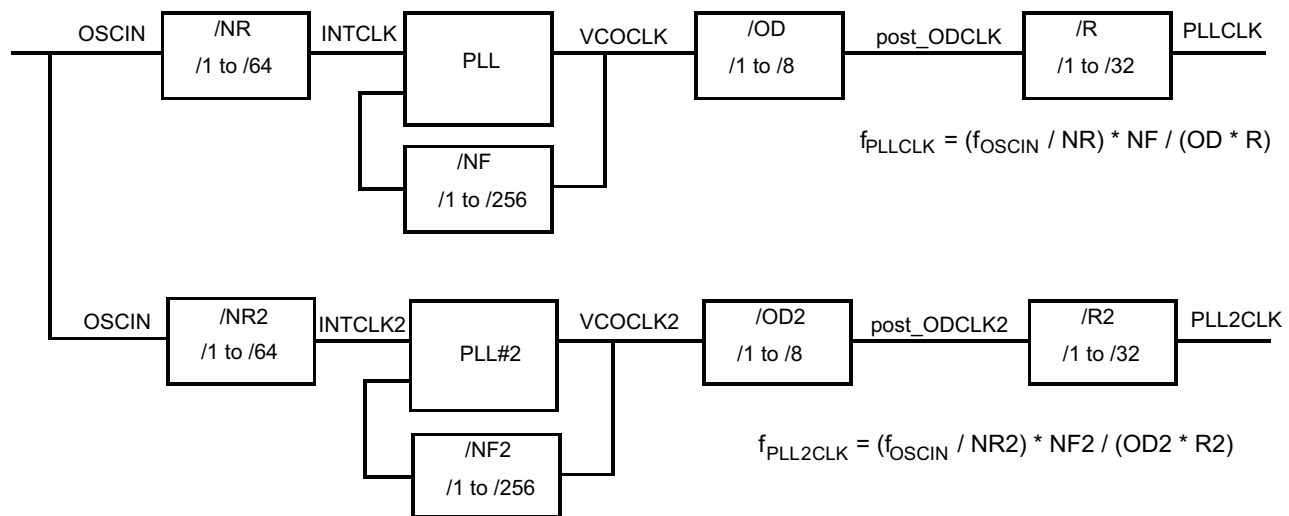 OSCIN
/NR
/1 to /64
INTCLK
PLL
VCOCLK
/OD
/1 to /8
post_ODCLK
/R
/1 to /32
PLLCLK
/NF
/1 to /256
fPLLCLK = (fOSCIN / NR) * NF / (OD * R)
OSCIN
/NR2
/1 to /64
INTCLK2
PLL#2
VCOCLK2
/OD2
/1 to /8
post_ODCLK2
/R2
/1 to /32
PLL2CLK
/NF2
/1 to /256
fPLL2CLK = (fOSCIN / NR2) * NF2 / (OD2 * R2)